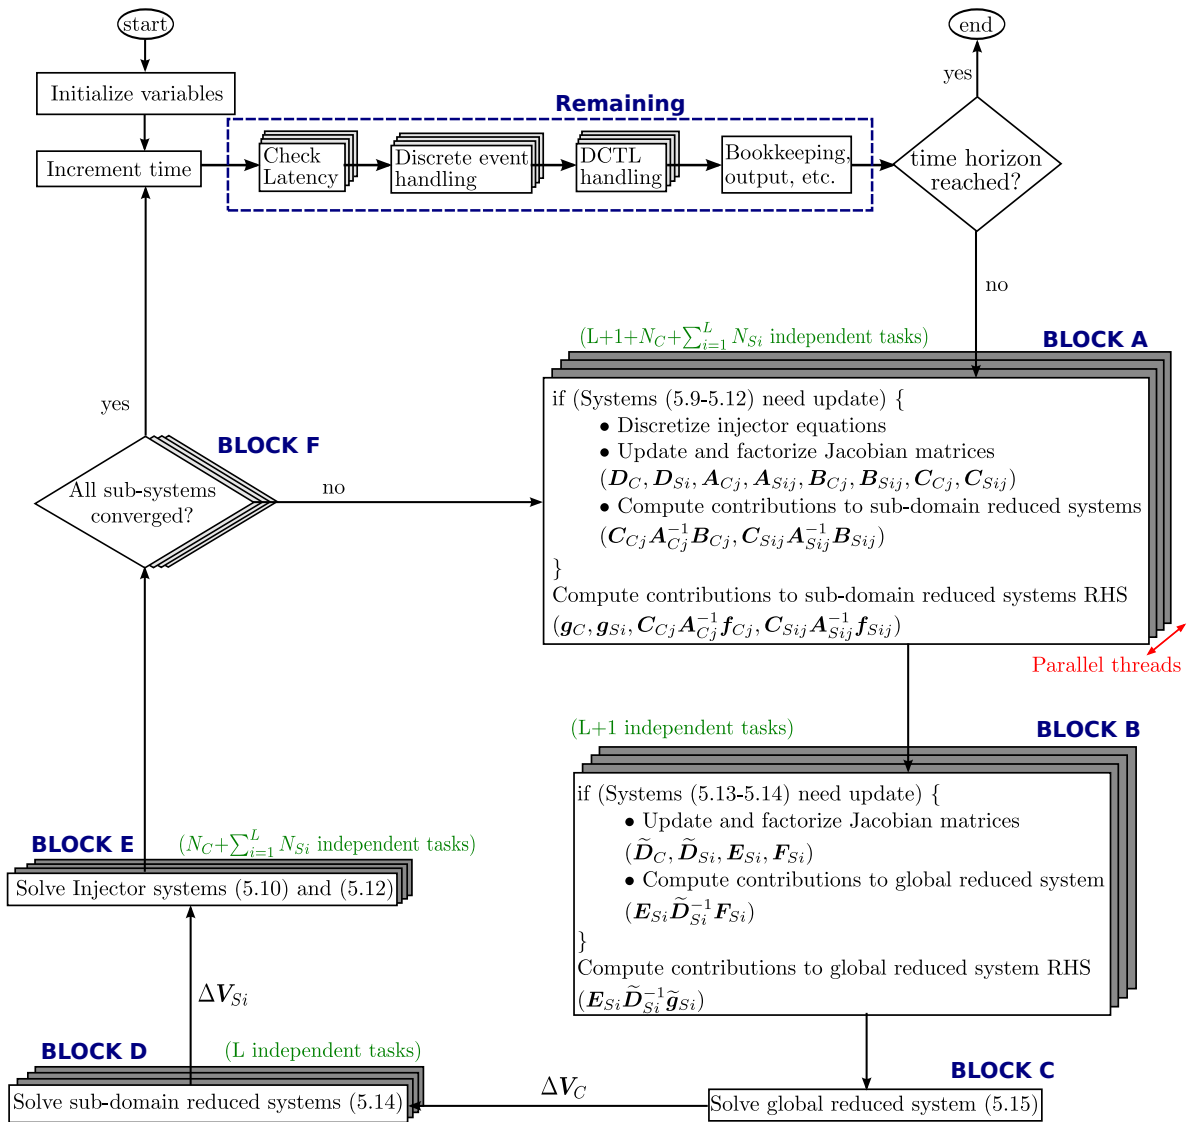 start
end
Initialize variables
yes
Remaining
Increment time
Check
Latency
Discrete event
handling
DCTL
handling
Bookkeeping,
output, etc.
time horizon
reached?
no
(L+1+N_C+∑_{i=1}^{L} N_{Si} independent tasks)
BLOCK A
if (Systems (5.9-5.12) need update) {
• Discretize injector equations
• Update and factorize Jacobian matrices
(D_C, D_{Si}, A_{Cj}, A_{Sij}, B_{Cj}, B_{Sij}, C_{Cj}, C_{Sij})
• Compute contributions to sub-domain reduced systems
(C_{Cj}A_{Cj}^{-1}B_{Cj}, C_{Sij}A_{Sij}^{-1}B_{Sij})
}
Compute contributions to sub-domain reduced systems RHS
(g_C, g_{Si}, C_{Cj}A_{Cj}^{-1}f_{Cj}, C_{Sij}A_{Sij}^{-1}f_{Sij})
Parallel threads
yes
BLOCK F
All sub-systems
converged?
no
(L+1 independent tasks)
BLOCK B
if (Systems (5.13-5.14) need update) {
• Update and factorize Jacobian matrices
(D̃_C, D̃_{Si}, E_{Si}, F_{Si})
• Compute contributions to global reduced system
(E_{Si}D̃_{Si}^{-1}F_{Si})
}
Compute contributions to global reduced system RHS
(E_{Si}D̃_{Si}^{-1}g̃_{Si})
BLOCK E
(N_C+∑_{i=1}^{L} N_{Si} independent tasks)
Solve Injector systems (5.10) and (5.12)
ΔV_{Si}
BLOCK D
(L independent tasks)
Solve sub-domain reduced systems (5.14)
ΔV_C
BLOCK C
Solve global reduced system (5.15)